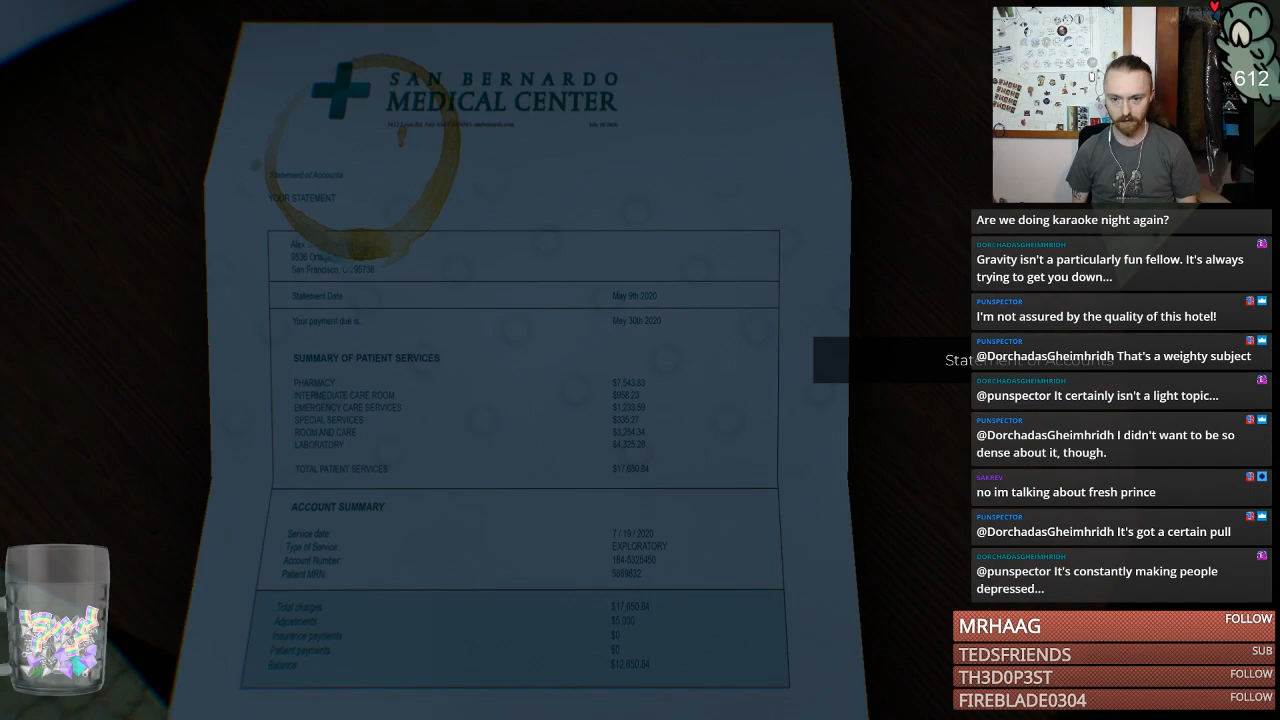 SAN BERNARDO
MEDICAL CENTER
Statement of Accounts
YOUR STATEMENT
Alex
9536
San Francisco, 95738
Statement Date May 9th 2020
Your payment due is: May 30th 2020
SUMMARY OF PATIENT SERVICES
PHARMACY $7,543.83
INTERMEDIATE CARE ROOM $958.23
EMERGENCY CARE SERVICES $1,233.59
SPECIAL SERVICES $335.27
ROOM AND CARE $3,254.34
LABORATORY $4,325.28
TOTAL PATIENT SERVICES $17,650.84
ACCOUNT SUMMARY
Service date: 7 / 19 / 2020
Type of Service: EXPLORATORY
Account Number: 184-5325450
Patient MRN: 5869832
Total charges $17,650.84
Adjustments $5,000
Insurance payments $0
Patient payments $0
Balance: $12,650.84
Statement of Accounts
612
Are we doing karaoke night again?
DORCHADASGHEIMHRIDH
Gravity isn't a particularly fun fellow. It's always
trying to get you down...
PUNSPECTOR
I'm not assured by the quality of this hotel!
PUNSPECTOR
@DorchadasGheimhridh That's a weighty subject
DORCHADASGHEIMHRIDH
@punspector It certainly isn't a light topic...
PUNSPECTOR
@DorchadasGheimhridh I didn't want to be so
dense about it, though.
SAKREV
no im talking about fresh prince
PUNSPECTOR
@DorchadasGheimhridh It's got a certain pull
DORCHADASGHEIMHRIDH
@punspector It's constantly making people
depressed...
MRHAAG FOLLOW
TEDSFRIENDS SUB
TH3D0P3ST FOLLOW
FIREBLADE0304 FOLLOW